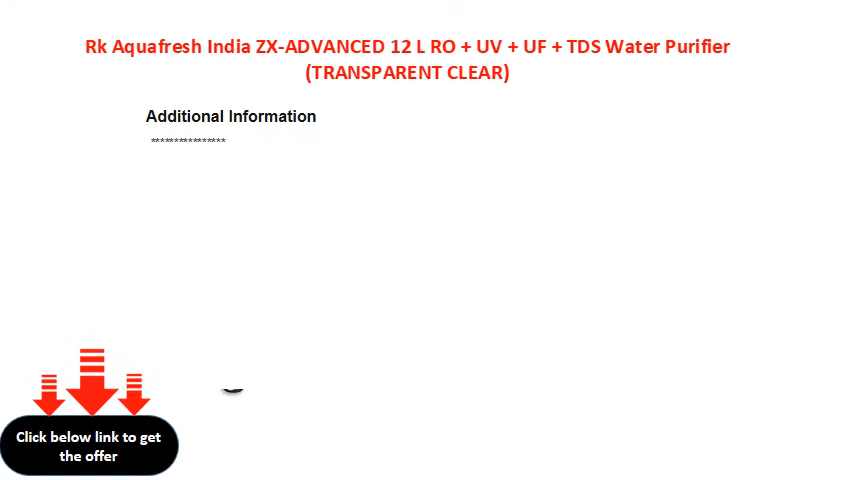 Rk Aquafresh India ZX-ADVANCED 12 L RO + UV + UF + TDS Water Purifier
(TRANSPARENT CLEAR)
Additional Information
****************
Click below link to get
the offer